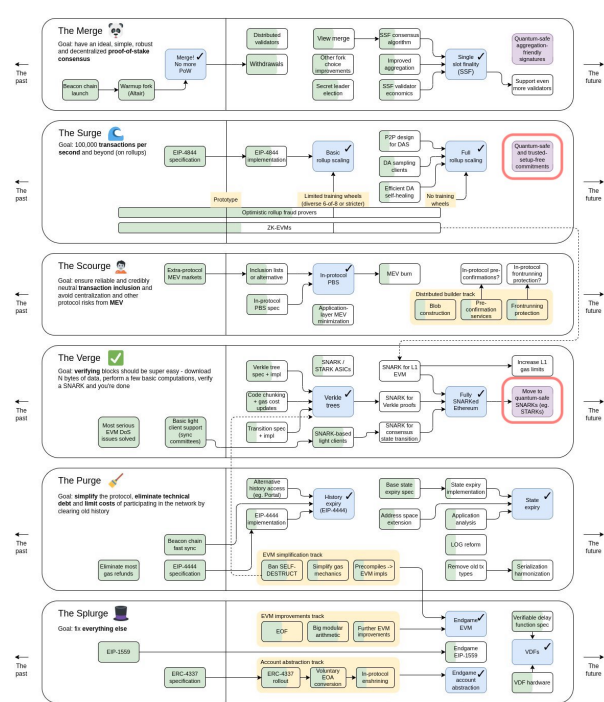 The Merge
Goal: have an ideal, simple, robust
and decentralized proof-of-stake
consensus
Beacon chain
launch
Warmup fork
(Altair)
Merge!
No more
PoW
Distributed
validators
Withdrawals
View merge
Other fork
choice
improvements
Secret leader
election
SSF consensus
algorithm
Improved
aggregation
SSF validator
economics
Single
slot finality
(SSF)
Quantum-safe
aggregation-
friendly
signatures
Support even
more validators
The
past
The
future
The Surge
Goal: 100,000 transactions per
second and beyond (on rollups)
EIP-4844
specification
EIP-4844
implementation
Basic
rollup scaling
P2P design
for DAS
DA sampling
clients
Efficient DA
self-healing
Full
rollup scaling
Quantum-safe
and trusted-
setup-free
commitments
Prototype
Limited training wheels
(diverse 6-of-8 or stricter)
No training
wheels
Optimistic rollup fraud provers
ZK-EVMs
The
past
The
future
The Scourge
Goal: ensure reliable and credibly
neutral transaction inclusion and
avoid centralization and other
protocol risks from MEV
Extra-protocol
MEV markets
Inclusion lists
or alternative
In-protocol
PBS spec
In-protocol
PBS
Application-
layer MEV
minimization
MEV burn
In-protocol pre-
confirmations?
In-protocol
frontrunning
protection?
Distributed builder track
Blob
construction
Pre-
confirmation
services
Frontrunning
protection
The
past
The
future
The Verge
Goal: verifying blocks should be super easy - download
N bytes of data, perform a few basic computations, verify
a SNARK and you're done
Most serious
EVM DoS
issues solved
Basic light
client support
(sync
committees)
Verkle tree
spec + impl
Code chunking
+ gas cost
updates
Transition spec
+ impl
SNARK /
STARK ASICs
Verkle
trees
SNARK-based
light clients
SNARK for L1
EVM
SNARK for
Verkle proofs
SNARK for
consensus
state transition
Fully
SNARKed
Ethereum
Increase L1
gas limits
Move to
quantum-safe
SNARKs (eg.
STARKs)
The
past
The
future
The Purge
Goal: simplify the protocol, eliminate technical
debt and limit costs of participating in the network by
clearing old history
Eliminate most
gas refunds
Beacon chain
fast sync
EIP-4444
specification
Alternative
history access
(eg. Portal)
EIP-4444
implementation
History
expiry
(EIP-4444)
Base state
expiry spec
Address space
extension
State expiry
implementation
Application
analysis
State
expiry
LOG reform
Remove old tx
types
Serialization
harmonization
EVM simplification track
Ban SELF-
DESTRUCT
Simplify gas
mechanics
Precompiles ->
EVM impls
The
past
The
future
The Splurge
Goal: fix everything else
EIP-1559
ERC-4337
specification
EVM improvements track
EOF
Big modular
arithmetic
Further EVM
improvements
Account abstraction track
ERC-4337
rollout
Voluntary
EOA
conversion
In-protocol
enshrining
Endgame
EVM
Endgame
EIP-1559
Endgame
account
abstraction
Verifiable delay
function spec
VDFs
VDF hardware
The
past
The
future